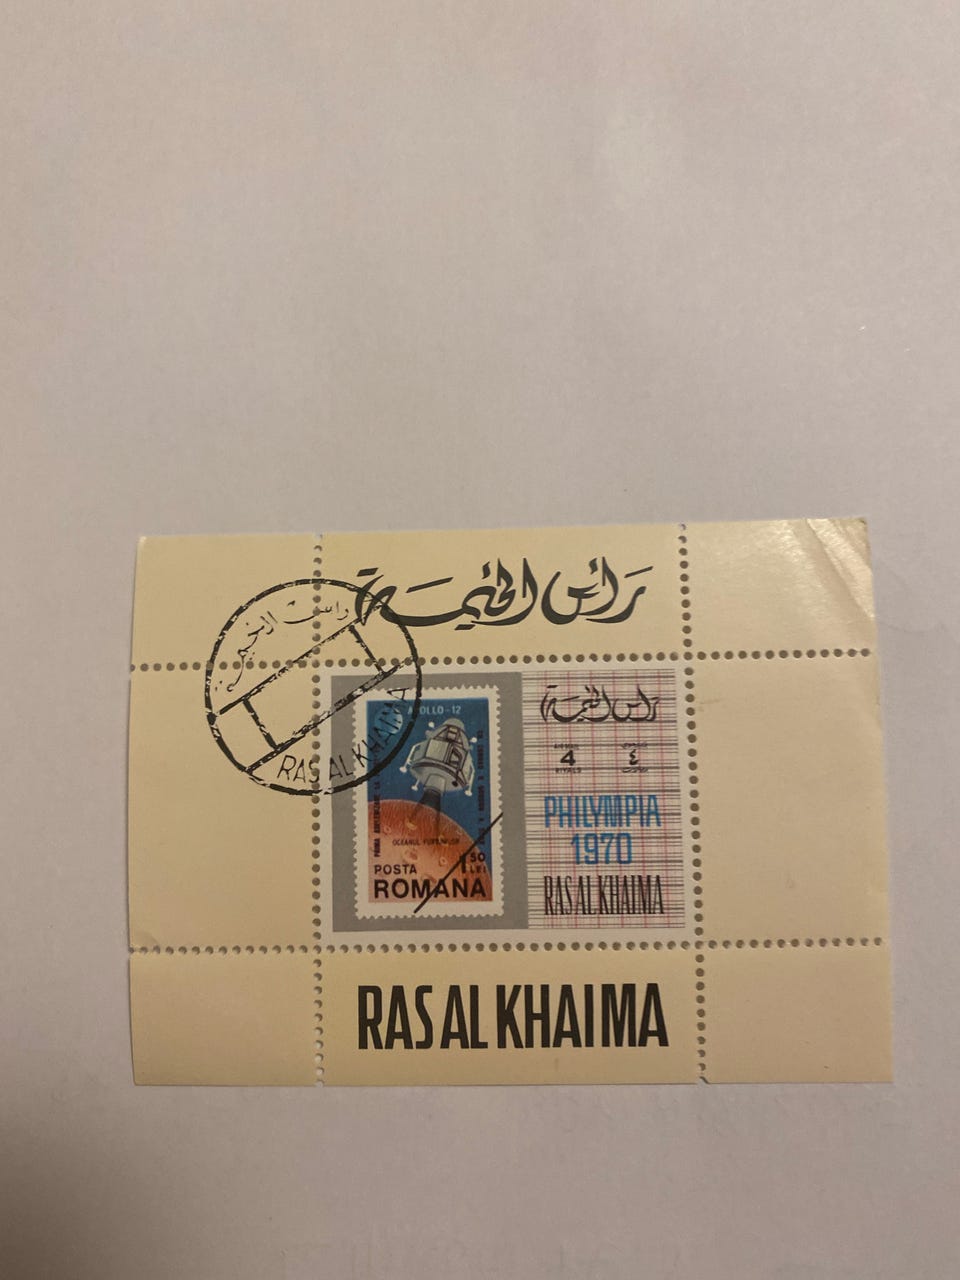 رأس الخيمة
راس الخيمة
RAS AL KHAIMA
APOLLO-12
OCEANUL FURTUNILOR
1,50
LEI
POSTA
ROMANA
رأس الخيمة
4
RIYALS
٤
PHILYMPIA
1970
RAS AL KHAIMA
RAS AL KHAIMA